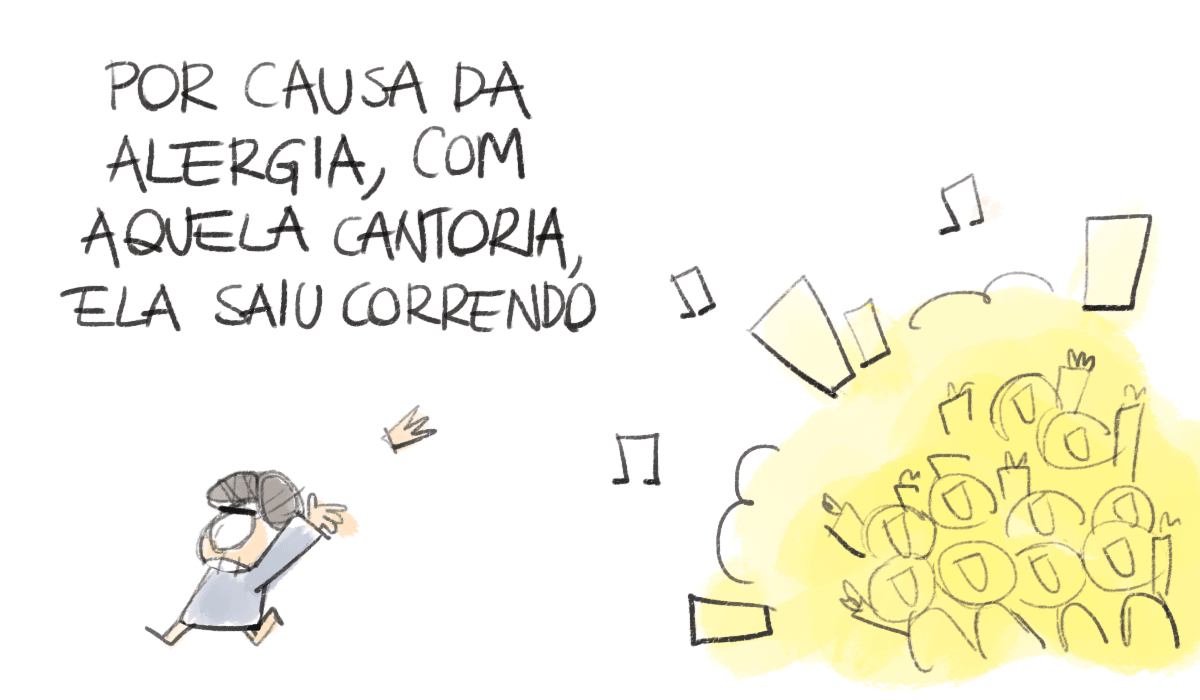 POR CAUSA DA
ALERGIA, COM
AQUELA CANTORIA,
ELA SAIU CORRENDO